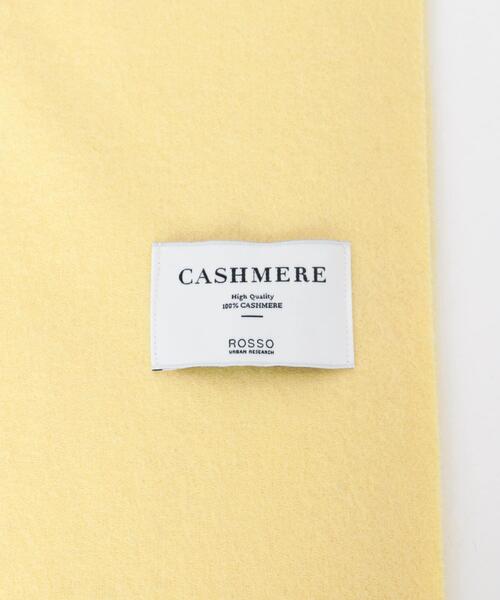 CASHMERE
High Quality
100% CASHMERE
ROSSO
URBAN RESEARCH